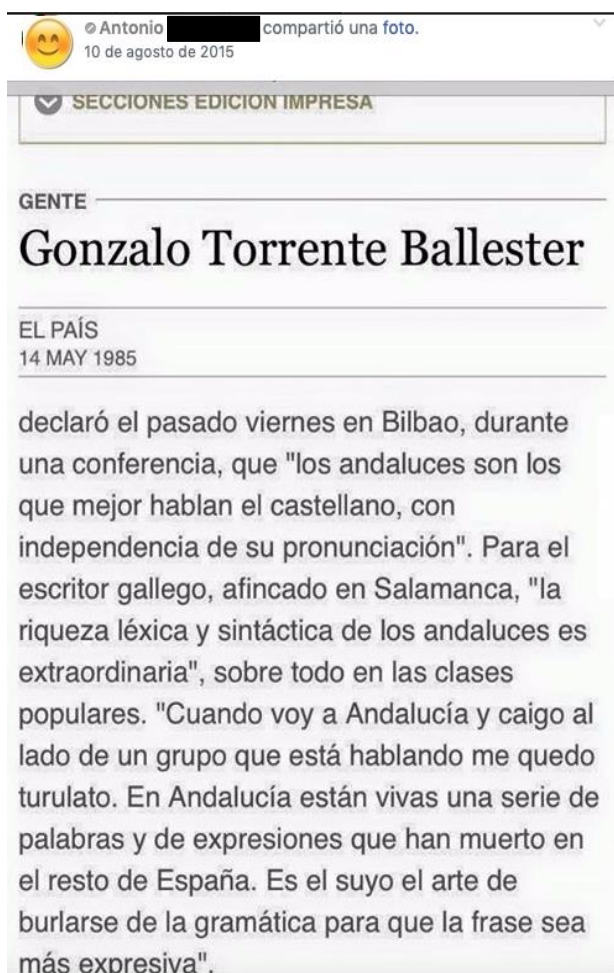 Antonio compartió una foto.
10 de agosto de 2015
SECCIONES EDICIÓN IMPRESA
GENTE
Gonzalo Torrente Ballester
EL PAÍS
14 MAY 1985
declaró el pasado viernes en Bilbao, durante
una conferencia, que "los andaluces son los
que mejor hablan el castellano, con
independencia de su pronunciación". Para el
escritor gallego, afincado en Salamanca, "la
riqueza léxica y sintáctica de los andaluces es
extraordinaria", sobre todo en las clases
populares. "Cuando voy a Andalucía y caigo al
lado de un grupo que está hablando me quedo
turulato. En Andalucía están vivas una serie de
palabras y de expresiones que han muerto en
el resto de España. Es el suyo el arte de
burlarse de la gramática para que la frase sea
más expresiva".